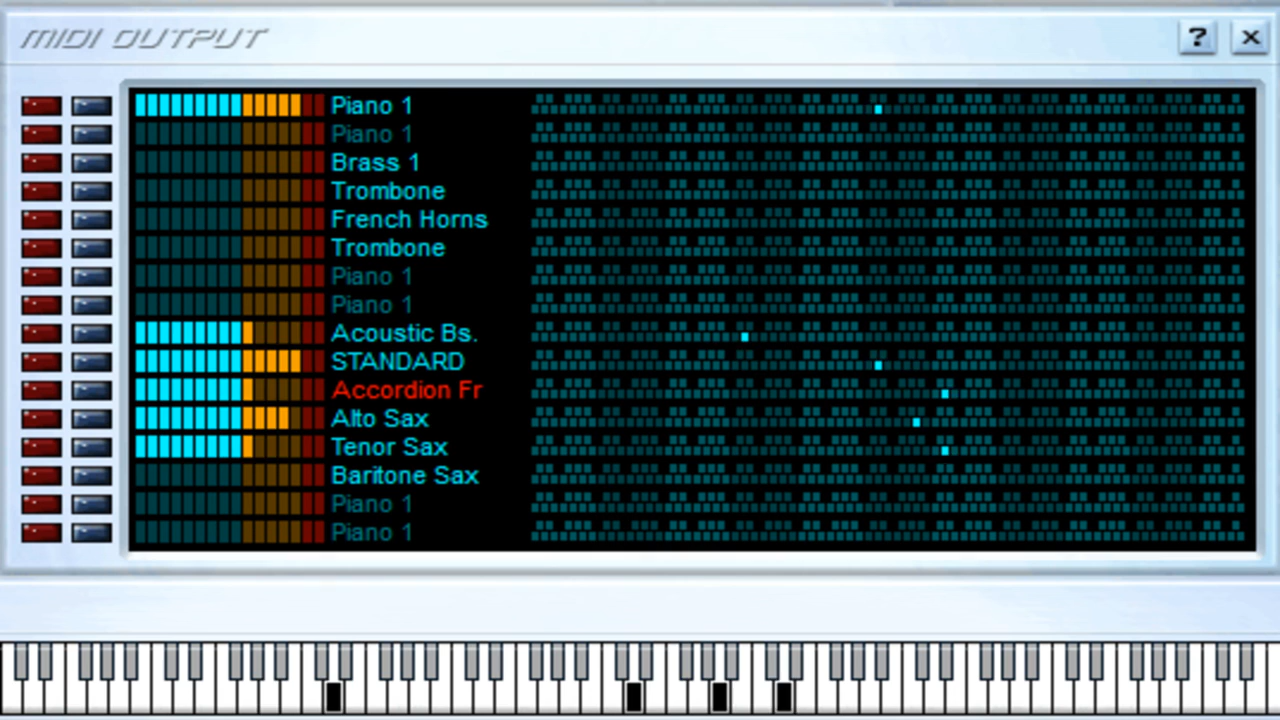 MIDI OUTPUT
? ×
Piano 1
Piano 1
Brass 1
Trombone
French Horns
Trombone
Piano 1
Piano 1
Acoustic Bs.
STANDARD
Accordion Fr
Alto Sax
Tenor Sax
Baritone Sax
Piano 1
Piano 1